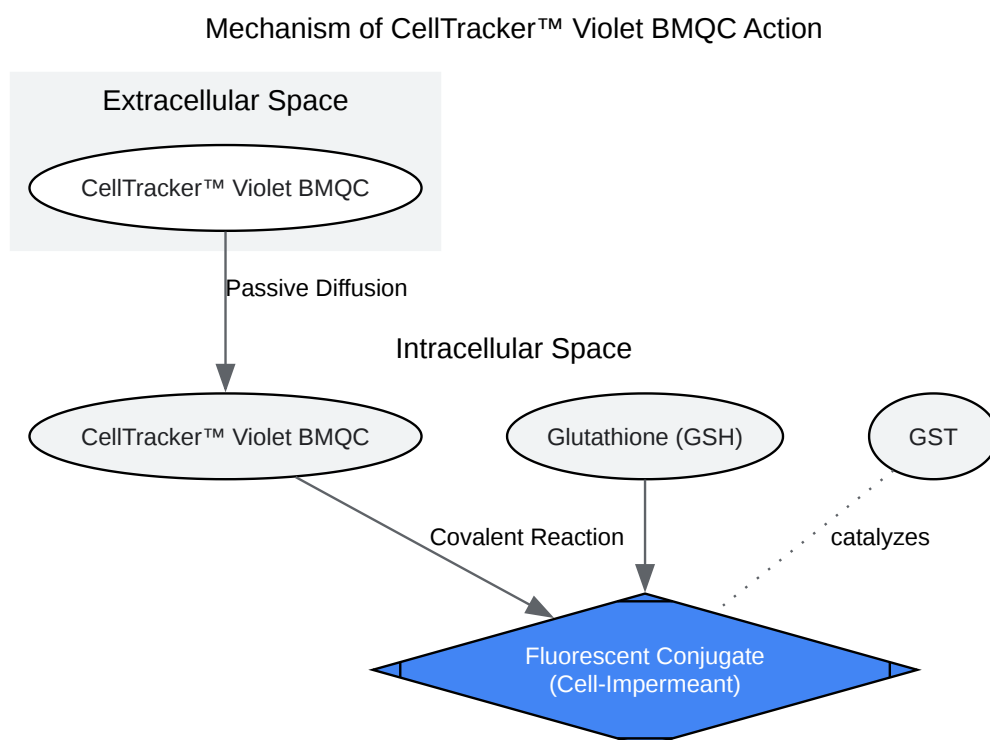 Mechanism of CellTracker™ Violet BMQC Action
Extracellular Space
CellTracker™ Violet BMQC
Passive Diffusion
Intracellular Space
CellTracker™ Violet BMQC
Glutathione (GSH)
GST
Covalent Reaction
catalyzes
Fluorescent Conjugate
(Cell-Impermeant)